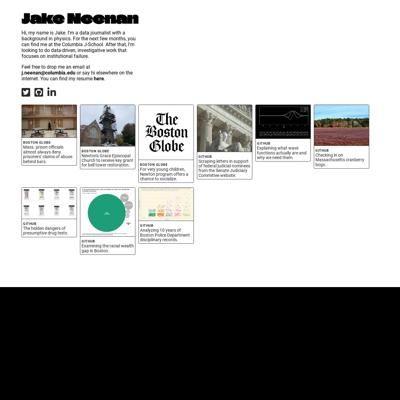 Jake Neenan
Hi, my name is Jake. I'm a data journalist with a
background in physics. For the next few months, you
can find me at the Columbia J-School. After that, I'm
looking to do data-driven, investigative work that
focuses on institutional failure.
Feel free to drop me an email at
j.neenan@columbia.edu or say hi elsewhere on the
internet. You can find my resume here.
BOSTON GLOBE
Mass. prison officials
almost always deny
prisoners' claims of abuse
behind bars.
BOSTON GLOBE
Newton's Grace Episcopal
Church to receive key grant
for bell tower restoration.
The
Boston
Globe
BOSTON GLOBE
For very young children,
Newton program offers a
chance to socialize.
GITHUB
Scraping letters in support
of federal judicial nominees
from the Senate Judiciary
Committee website.
GITHUB
Explaining what wave
functions actually are and
why we need them.
GITHUB
Checking in on
Massachusetts cranberry
bogs.
GITHUB
The hidden dangers of
presumptive drug tests.
GITHUB
Examining the racial wealth
gap in Boston.
GITHUB
Analyzing 10 years of
Boston Police Department
disciplinary records.